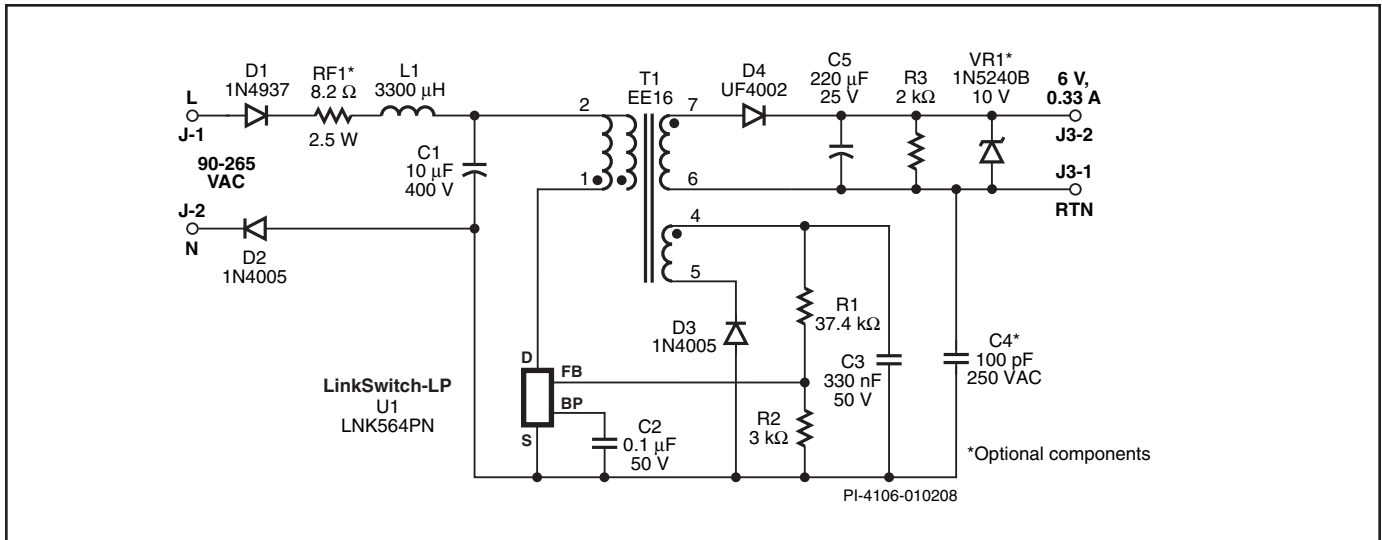 D1
1N4937
RF1*
8.2 Ω
2.5 W
L1
3300 µH
L
J-1
90-265
VAC
J-2
N
D2
1N4005
C1
10 µF
400 V
2
1
T1
EE16
7
6
D4
UF4002
C5
220 µF
25 V
R3
2 kΩ
VR1*
1N5240B
10 V
6 V,
0.33 A
J3-2
J3-1
RTN
4
5
D3
1N4005
R1
37.4 kΩ
C3
330 nF
50 V
C4*
100 pF
250 VAC
LinkSwitch-LP
U1
LNK564PN
D
FB
BP
S
C2
0.1 µF
50 V
R2
3 kΩ
*Optional components
PI-4106-010208